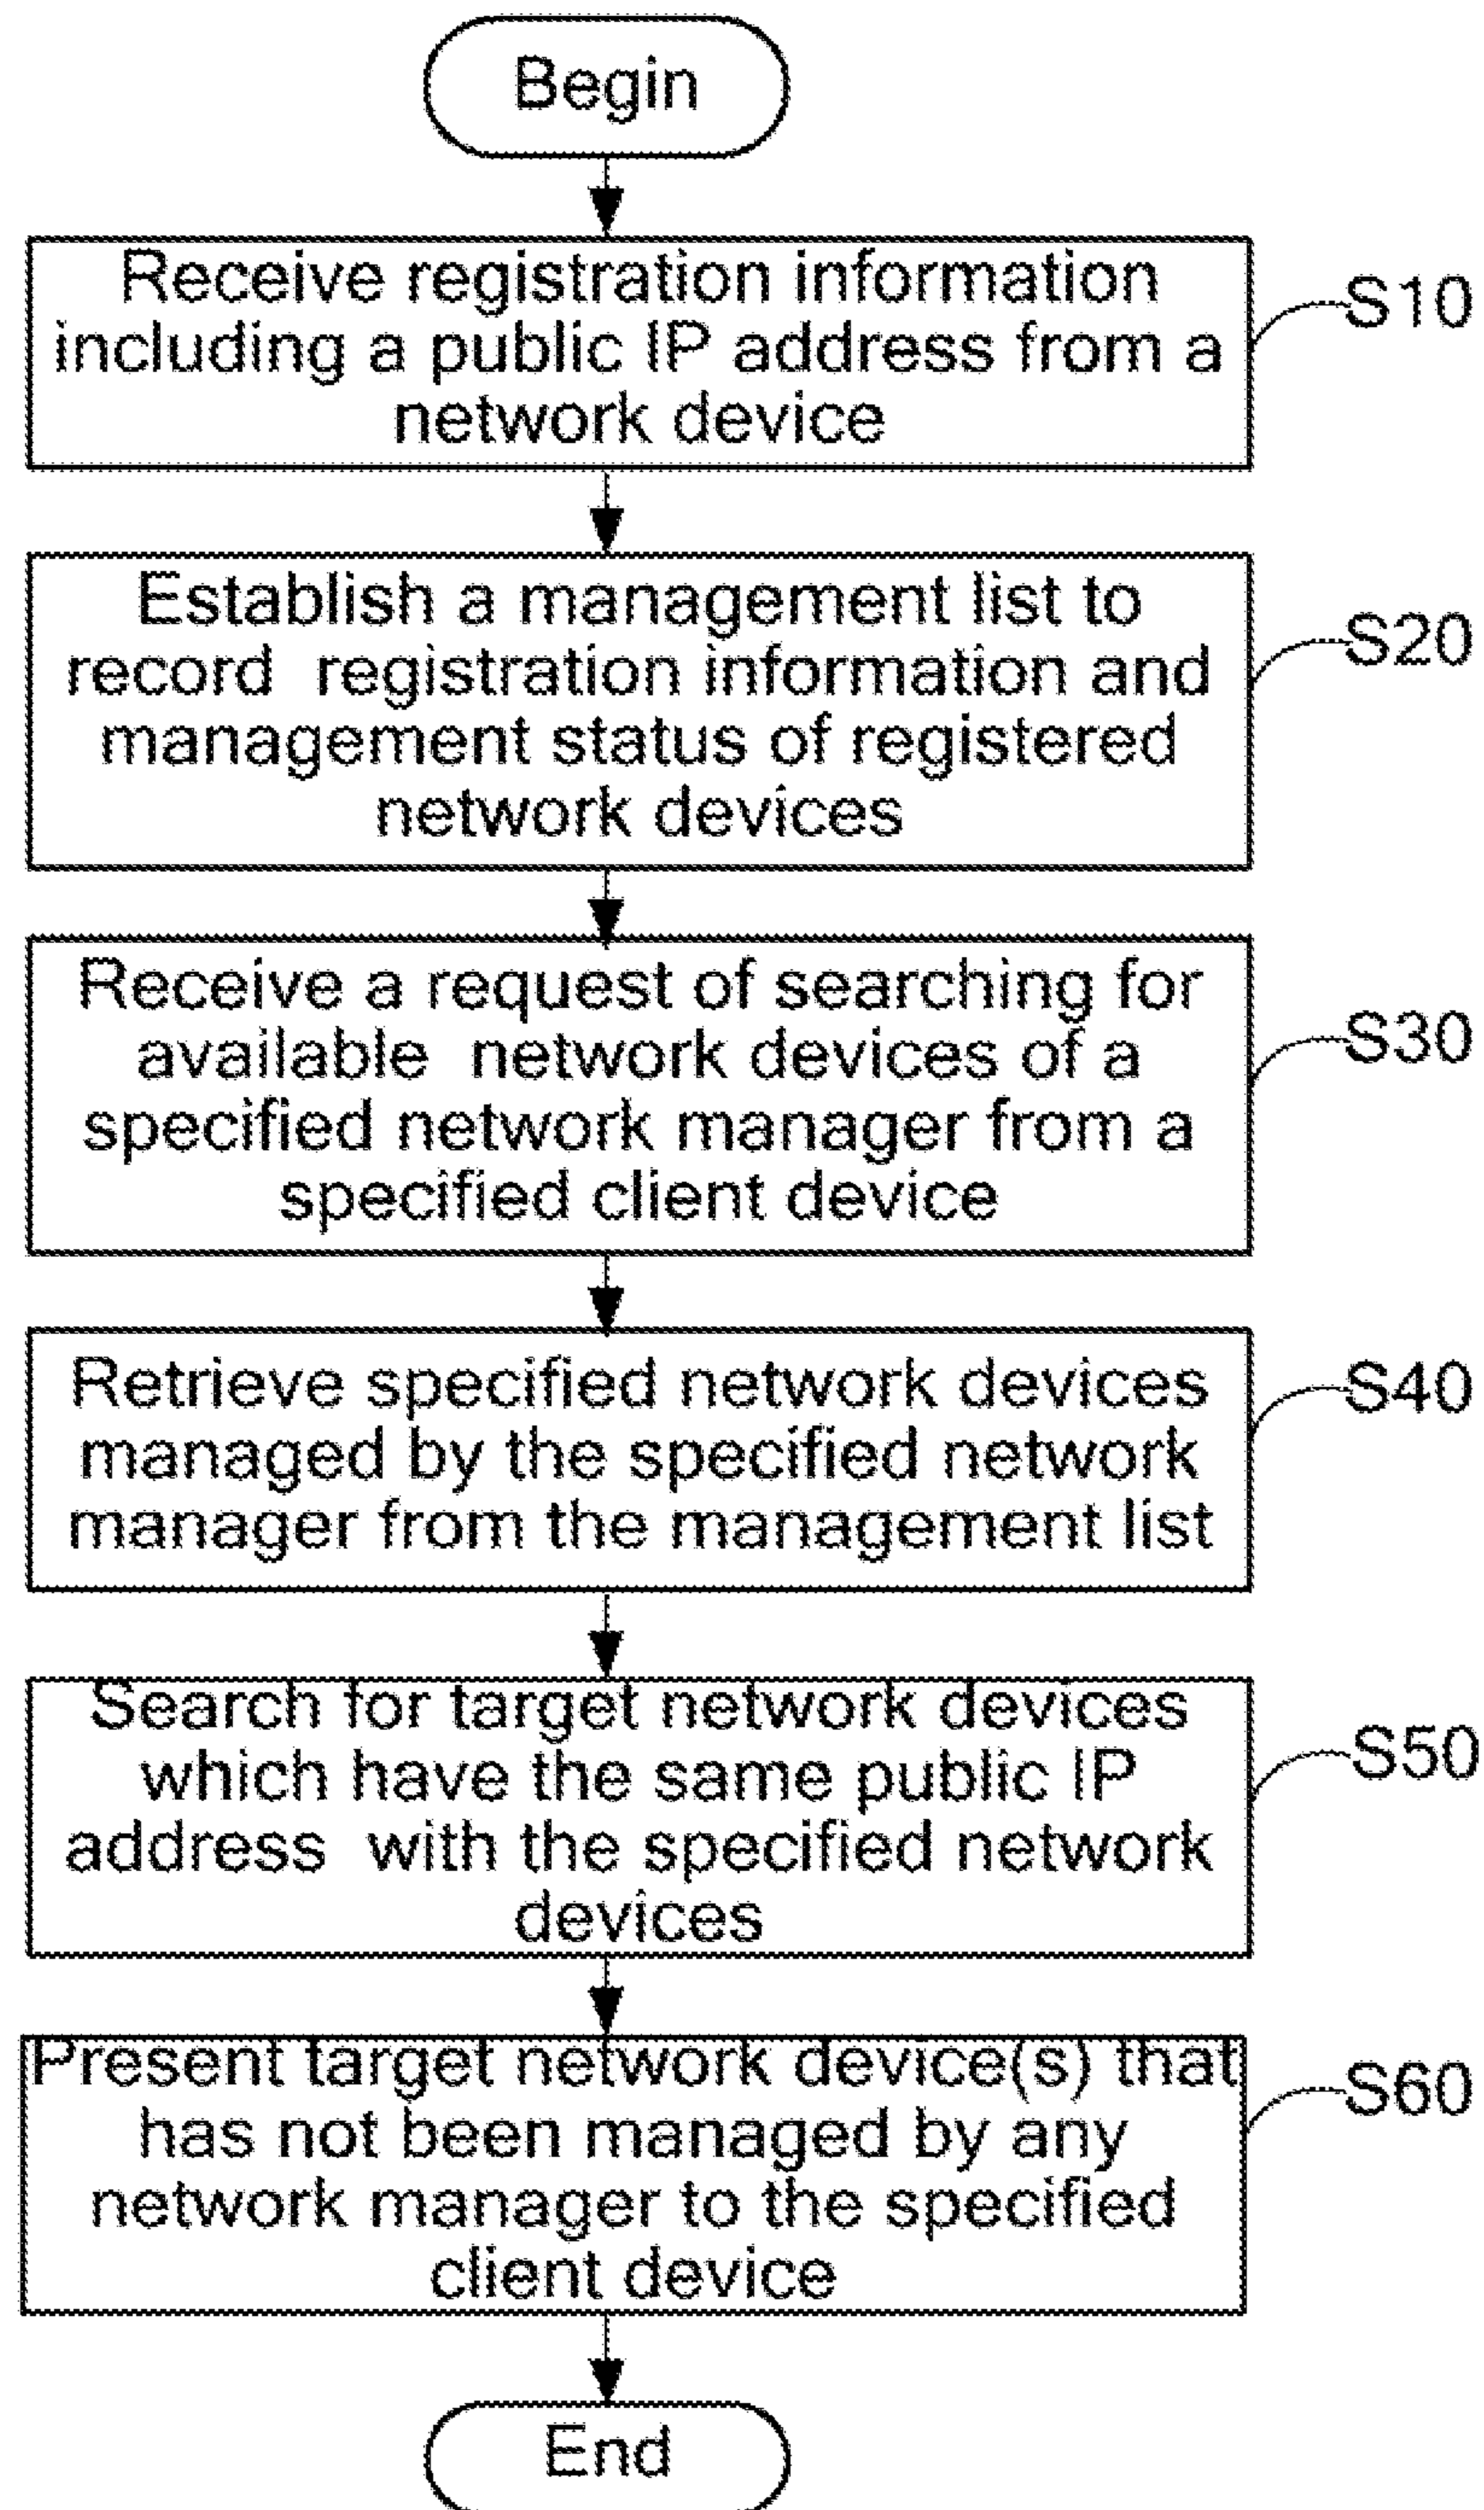 Begin
Receive registration information
including a public IP address from a
network device
S10
Establish a management list to
record registration information and
management status of registered
network devices
S20
Receive a request of searching for
available network devices of a
specified network manager from a
specified client device
S30
Retrieve specified network devices
managed by the specified network
manager from the management list
S40
Search for target network devices
which have the same public IP
address with the specified network
devices
S50
Present target network device(s) that
has not been managed by any
network manager to the specified
client device
S60
End